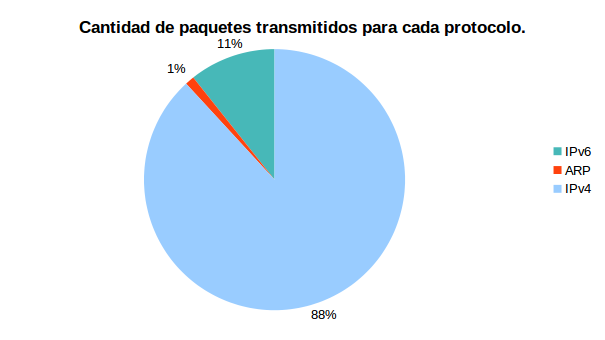 Cantidad de paquetes transmitidos para cada protocolo.
11%
1%
IPv6
ARP
IPv4
88%